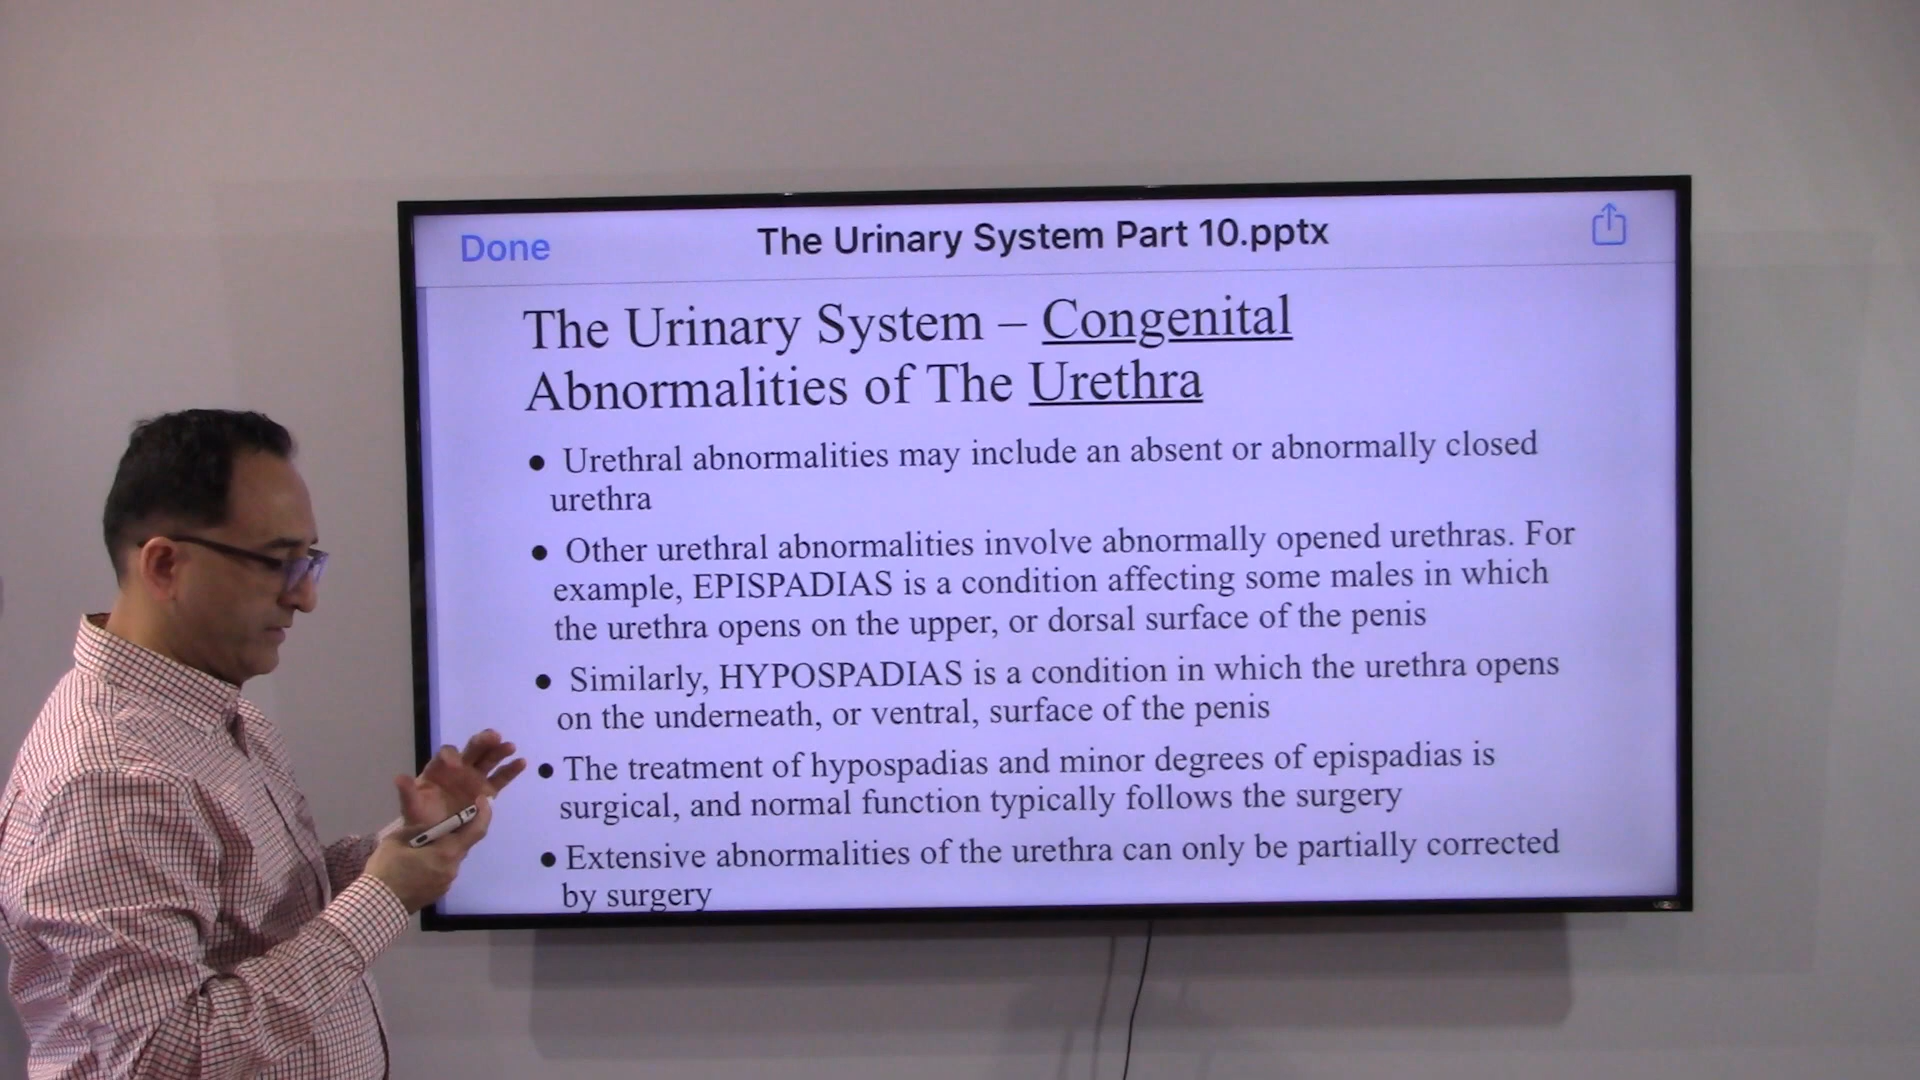 Done
The Urinary System Part 10.pptx
The Urinary System – Congenital
Abnormalities of The Urethra
● Urethral abnormalities may include an absent or abnormally closed
urethra
● Other urethral abnormalities involve abnormally opened urethras. For
example, EPISPADIAS is a condition affecting some males in which
the urethra opens on the upper, or dorsal surface of the penis
● Similarly, HYPOSPADIAS is a condition in which the urethra opens
on the underneath, or ventral, surface of the penis
● The treatment of hypospadias and minor degrees of epispadias is
surgical, and normal function typically follows the surgery
● Extensive abnormalities of the urethra can only be partially corrected
by surgery